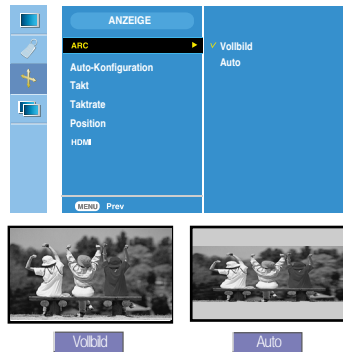 ANZEIGE
ARC
Auto-Konfiguration
Takt
Taktrate
Position
HDMI
Vollbild
Auto
MENU Prev
Vollbild
Auto